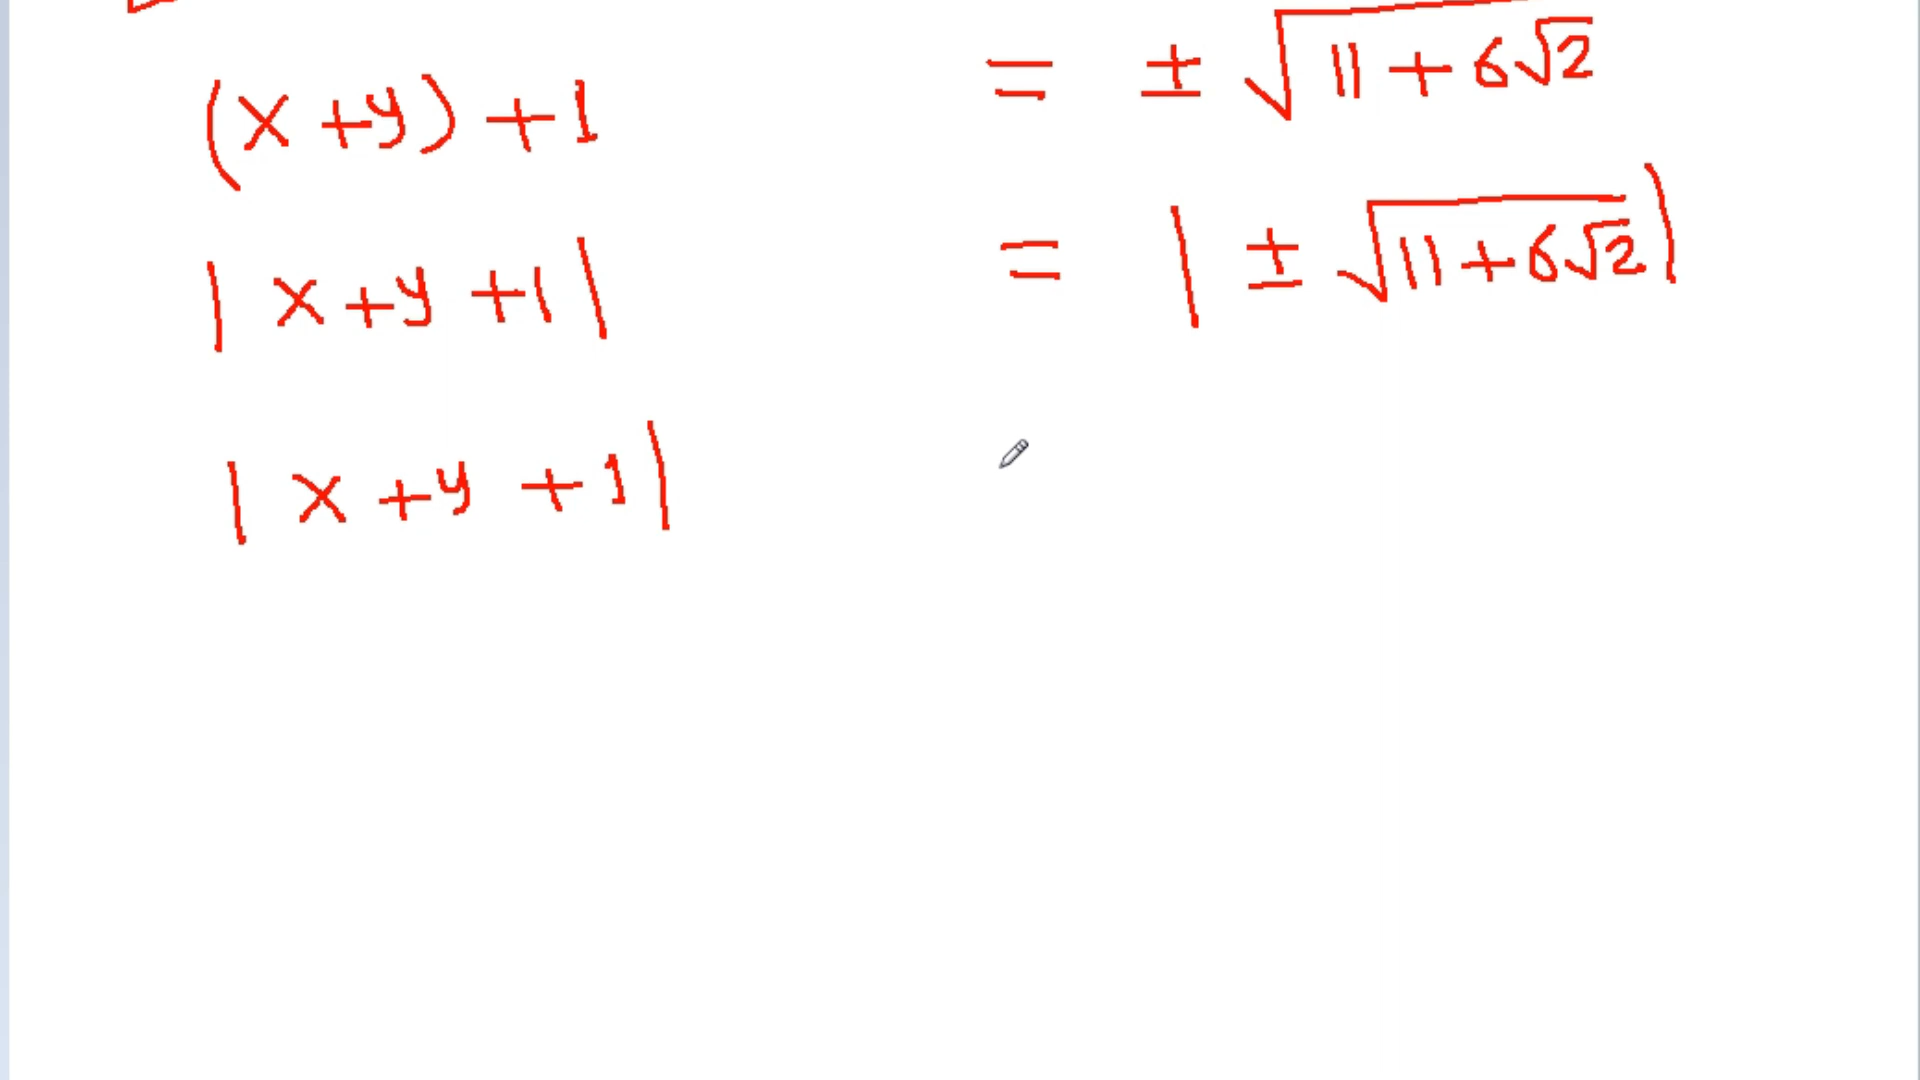 (x+y)+1 = ± √11+6√2
|x+y+1| = |± √11+6√2|
|x+y+1|